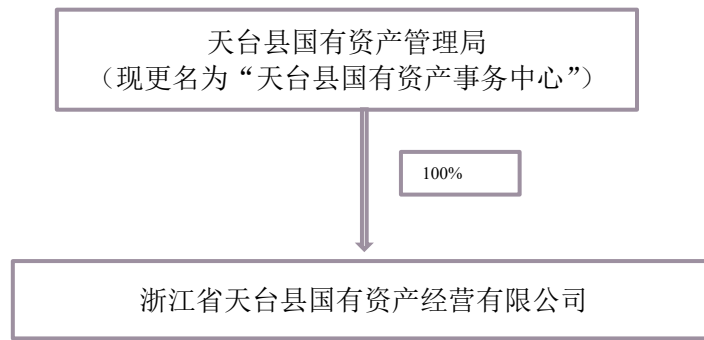 天台县国有资产管理局
（现更名为“天台县国有资产事务中心”）
100%
浙江省天台县国有资产经营有限公司